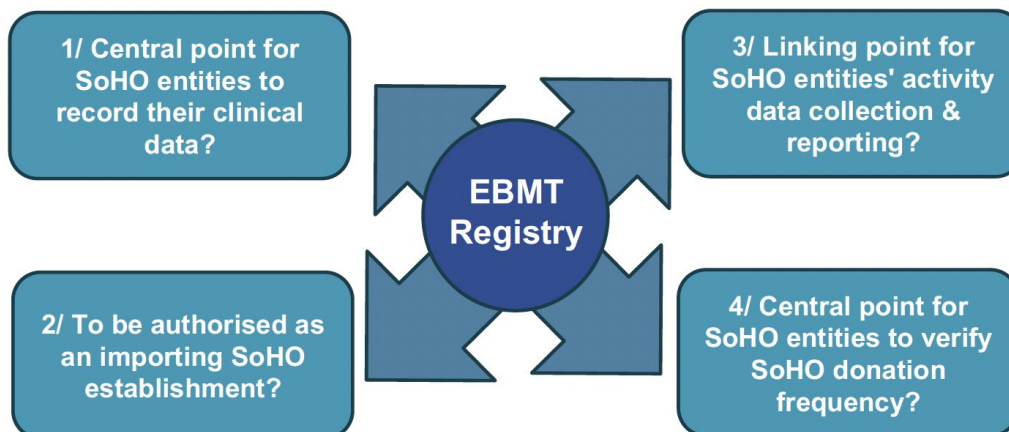 1/ Central point for
SoHO entities to
record their clinical
data?
3/ Linking point for
SoHO entities' activity
data collection &
reporting?
EBMT
Registry
2/ To be authorised as
an importing SoHO
establishment?
4/ Central point for
SoHO entities to verify
SoHO donation
frequency?